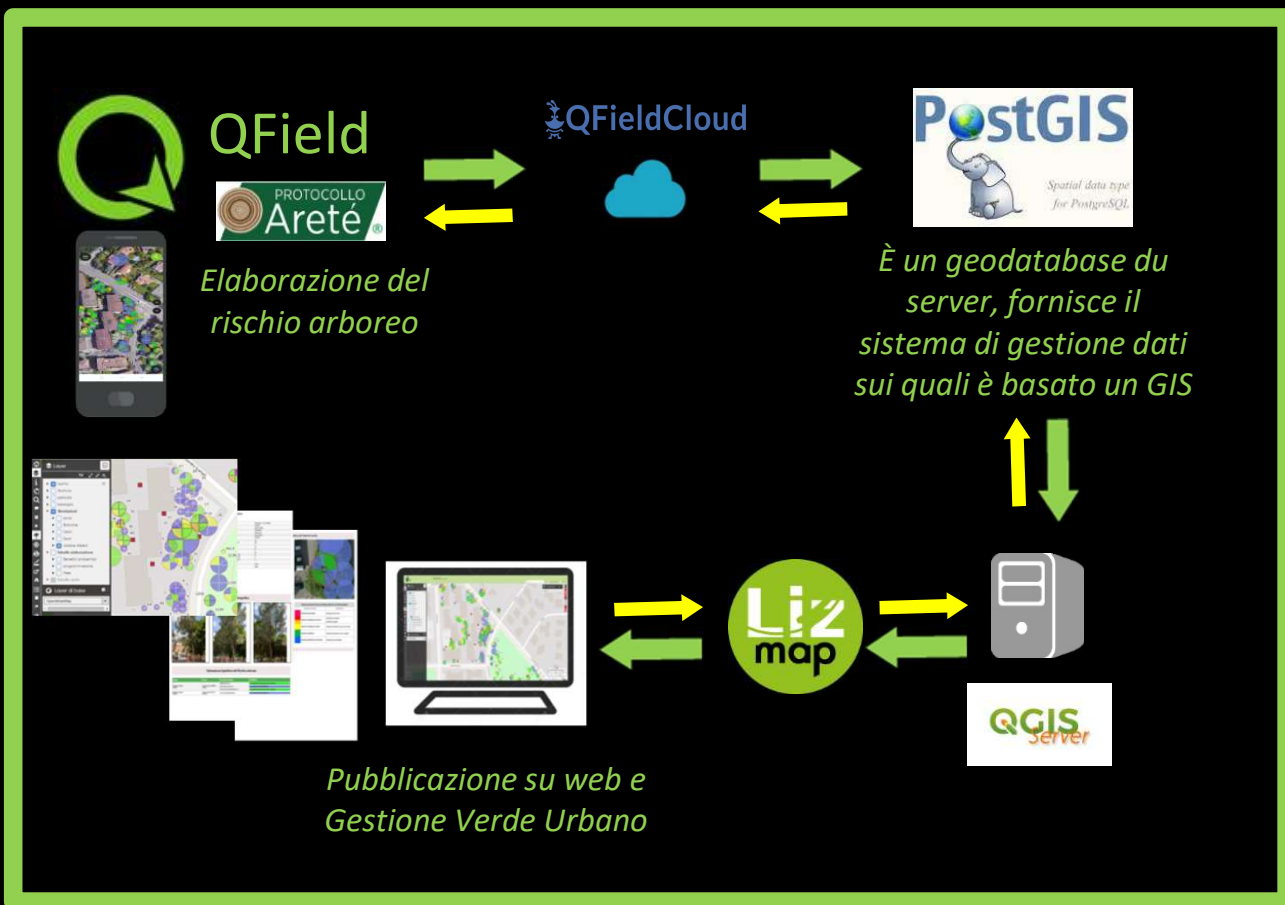 QField
PROTOCOLLO
Areté®
Elaborazione del
rischio arboreo
QFieldCloud
PostGIS
Spatial data type
for PostgreSQL
È un geodatabase du
server, fornisce il
sistema di gestione dati
sui quali è basato un GIS
Liz
map
QGIS
Server
Pubblicazione su web e
Gestione Verde Urbano